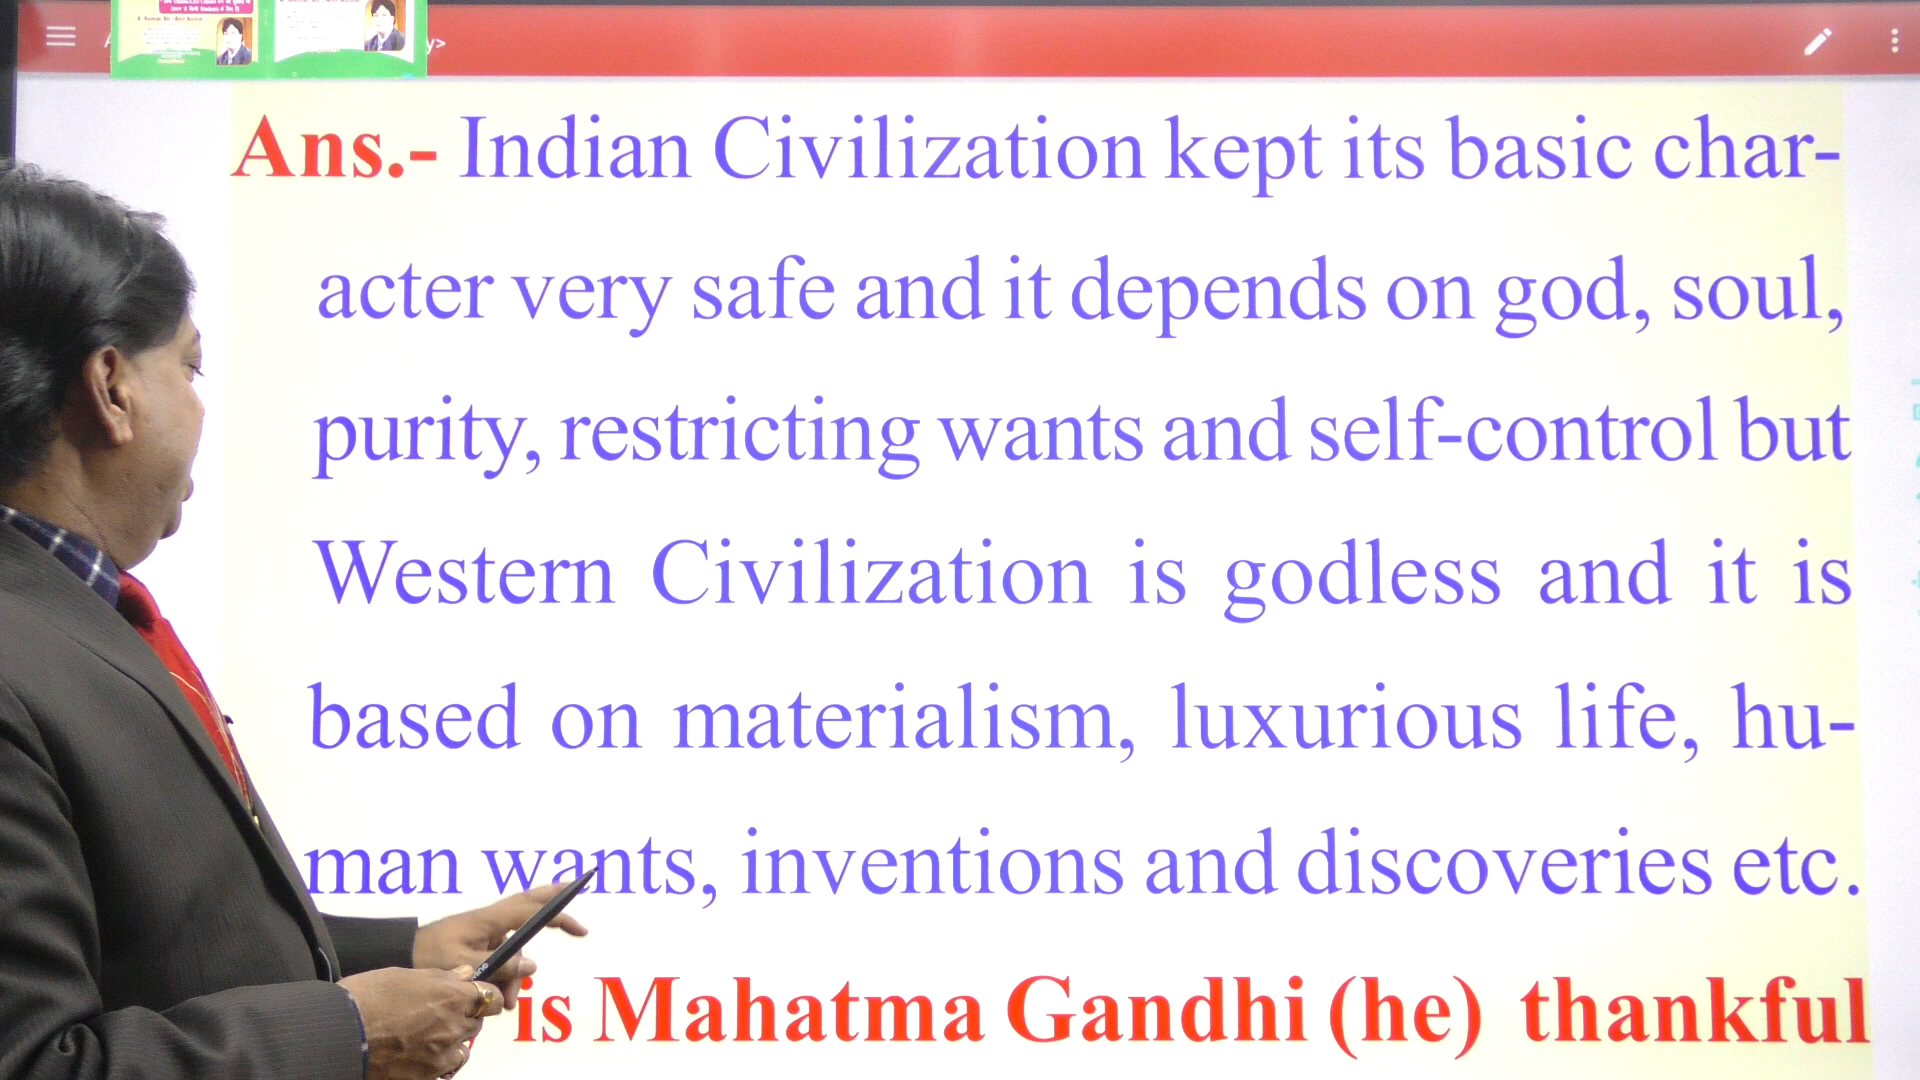 Ans.- Indian Civilization kept its basic char-
acter very safe and it depends on god, soul,
purity, restricting wants and self-control but
Western Civilization is godless and it is
based on materialism, luxurious life, hu-
man wants, inventions and discoveries etc.
is Mahatma Gandhi (he) thankful